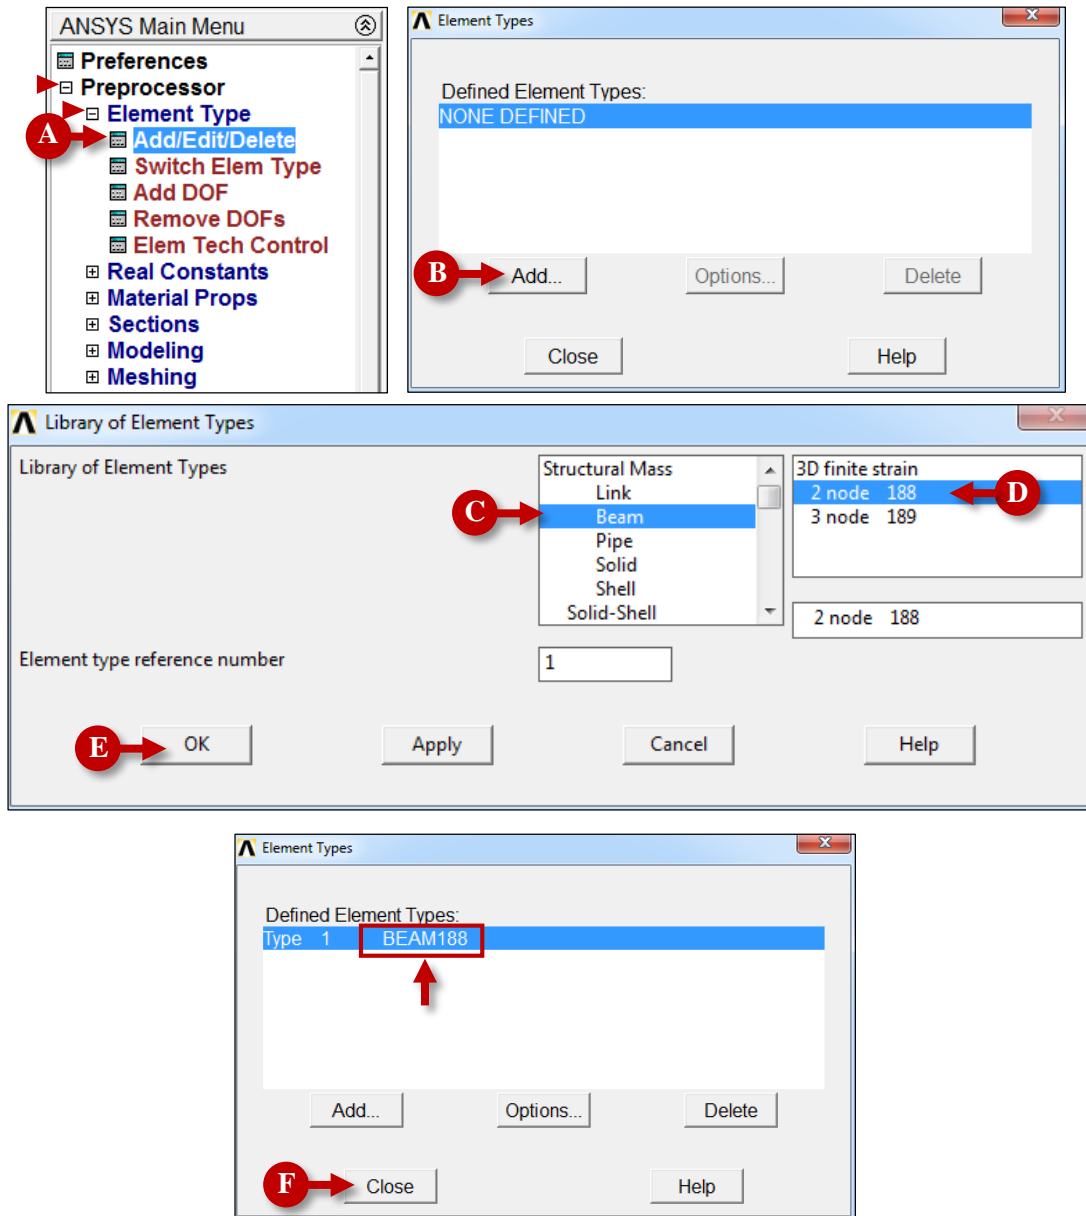 ANSYS Main Menu
Preferences
Preprocessor
Element Type
A
Add/Edit/Delete
Switch Elem Type
Add DOF
Remove DOFs
Elem Tech Control
Real Constants
Material Props
Sections
Modeling
Meshing
Element Types
Defined Element Types:
NONE DEFINED
B
Add... Options... Delete
Close Help
Library of Element Types
Library of Element Types
Structural Mass
Link
C
Beam
Pipe
Solid
Shell
Solid-Shell
3D finite strain
2 node 188
D
3 node 189
2 node 188
Element type reference number
1
E
OK Apply Cancel Help
Element Types
Defined Element Types:
Type 1 BEAM188
Add... Options... Delete
F
Close Help